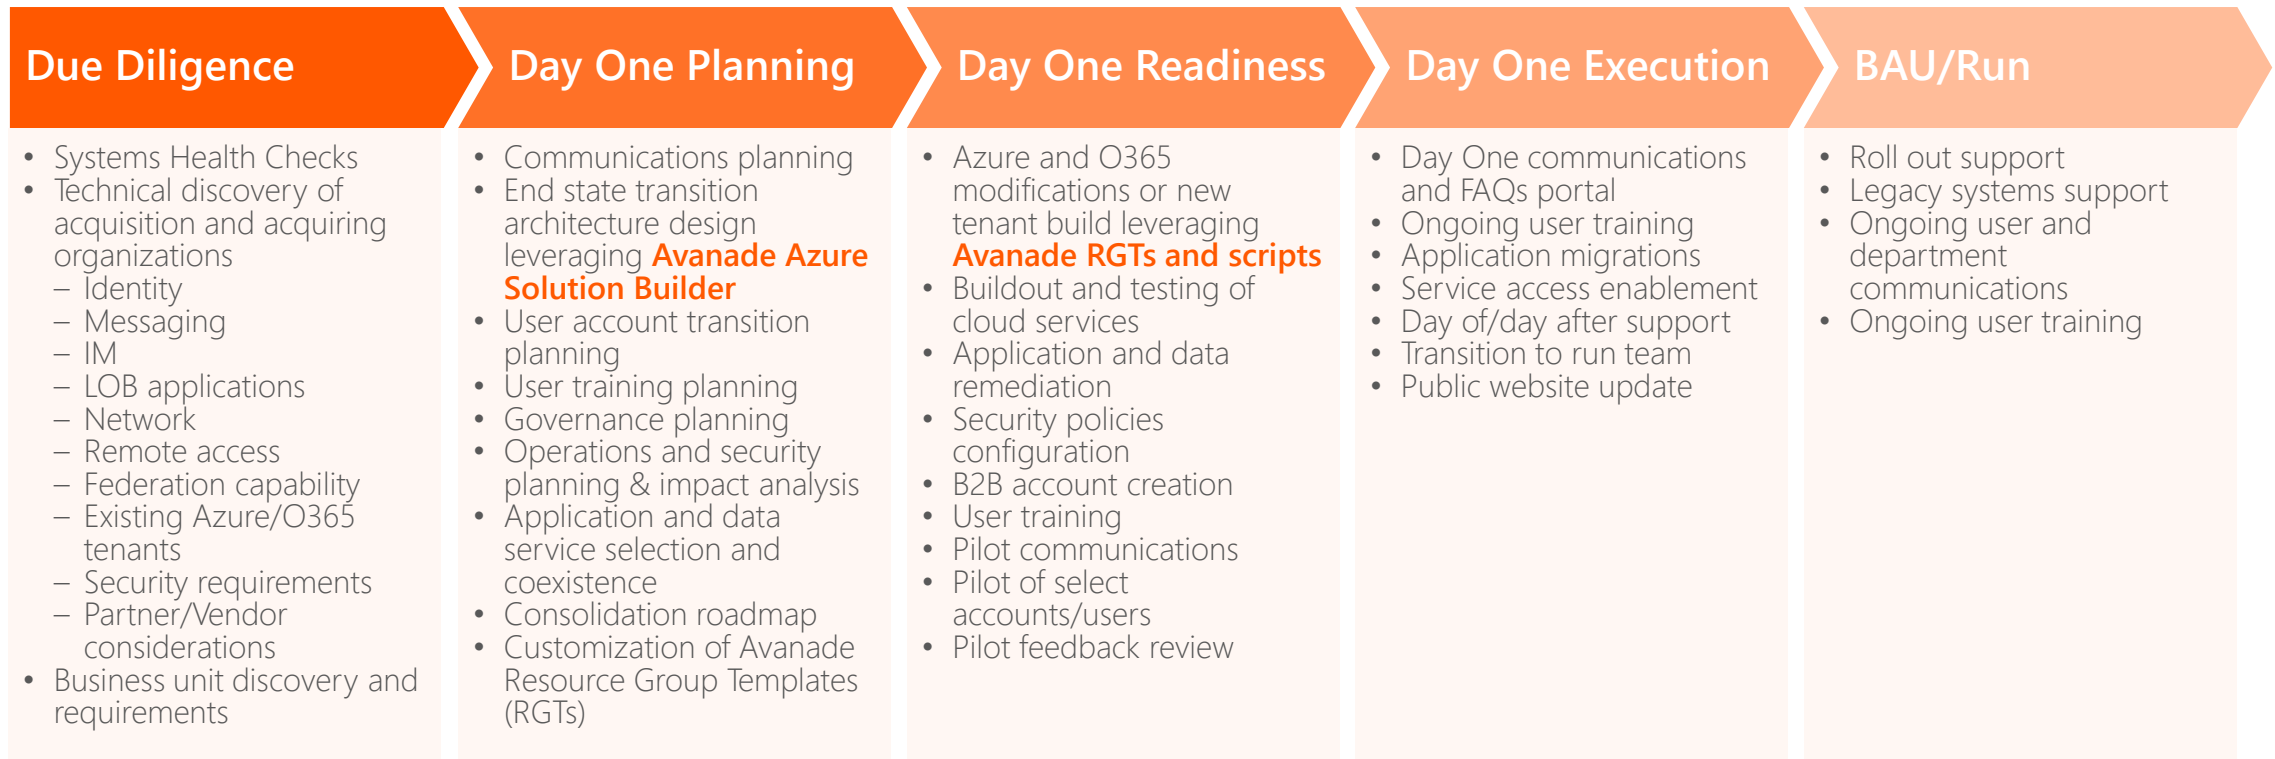 Due Diligence
• Systems Health Checks
• Technical discovery of
acquisition and acquiring
organizations
– Identity
– Messaging
– IM
– LOB applications
– Network
– Remote access
– Federation capability
– Existing Azure/O365
tenants
– Security requirements
– Partner/Vendor
considerations
• Business unit discovery and
requirements
Day One Planning
• Communications planning
• End state transition
architecture design
leveraging Avanade Azure
Solution Builder
• User account transition
planning
• User training planning
• Governance planning
• Operations and security
planning & impact analysis
• Application and data
service selection and
coexistence
• Consolidation roadmap
• Customization of Avanade
Resource Group Templates
(RGTs)
Day One Readiness
• Azure and O365
modifications or new
tenant build leveraging
Avanade RGTs and scripts
• Buildout and testing of
cloud services
• Application and data
remediation
• Security policies
configuration
• B2B account creation
• User training
• Pilot communications
• Pilot of select
accounts/users
• Pilot feedback review
Day One Execution
• Day One communications
and FAQs portal
• Ongoing user training
• Application migrations
• Service access enablement
• Day of/day after support
• Transition to run team
• Public website update
BAU/Run
• Roll out support
• Legacy systems support
• Ongoing user and
department
communications
• Ongoing user training